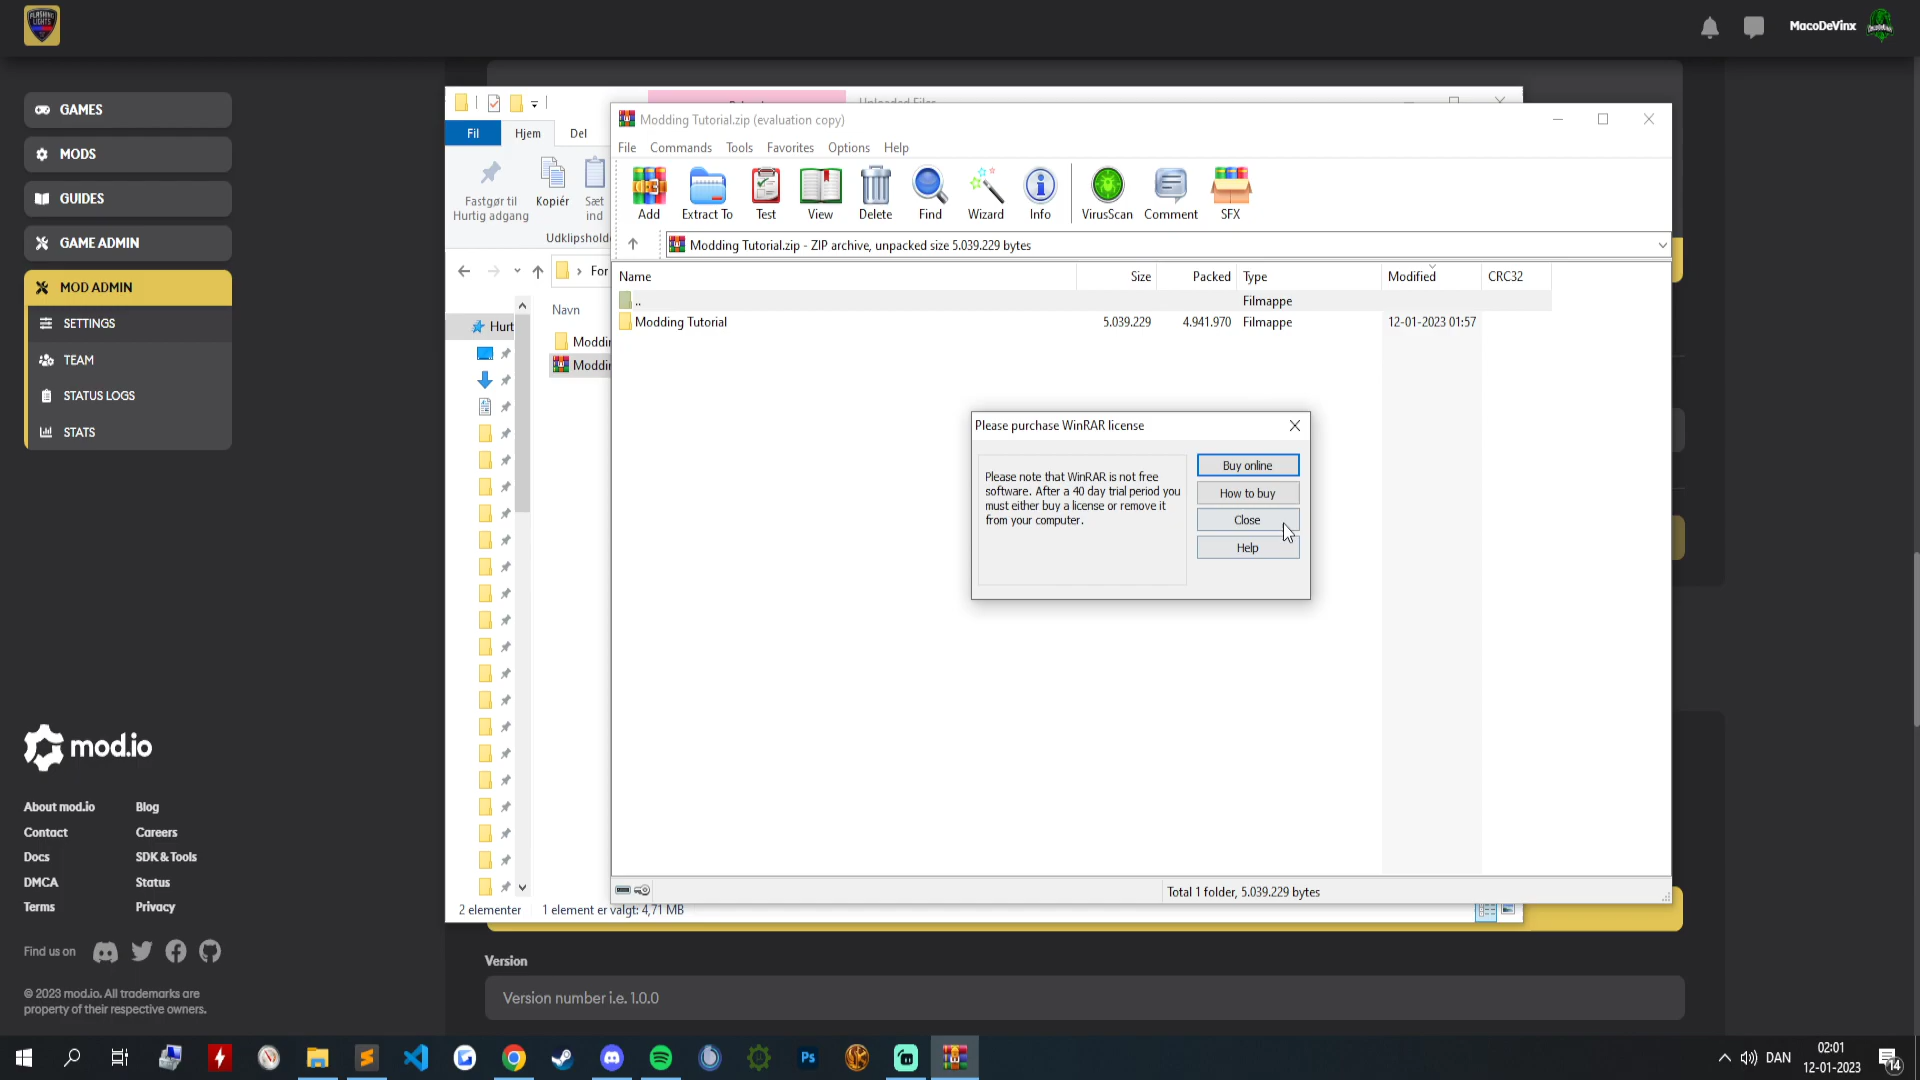 FLASHING LIGHTS
MacoDeVinx
GAMES
MODS
GUIDES
GAME ADMIN
MOD ADMIN
SETTINGS
TEAM
STATUS LOGS
STATS
mod.io
About mod.io
Blog
Contact
Careers
Docs
SDK & Tools
DMCA
Status
Terms
Privacy
Find us on
© 2023 mod.io. All trademarks are
property of their respective owners.
Fil
Hjem
Del
Fastgør til
Hurtig adgang
Kopiér
Sæt
ind
Udklipsholde
For
Navn
Hurt
Moddin
Moddin
2 elementer
1 element er valgt: 4,71 MB
Modding Tutorial.zip (evaluation copy)
File
Commands
Tools
Favorites
Options
Help
Add
Extract To
Test
View
Delete
Find
Wizard
Info
VirusScan
Comment
SFX
Modding Tutorial.zip - ZIP archive, unpacked size 5.039.229 bytes
Name
Size
Packed
Type
Modified
CRC32
..
Filmappe
Modding Tutorial
5.039.229
4.941.970
Filmappe
12-01-2023 01:57
Please purchase WinRAR license
Please note that WinRAR is not free
software. After a 40 day trial period you
must either buy a license or remove it
from your computer.
Buy online
How to buy
Close
Help
Total 1 folder, 5.039.229 bytes
Version
Version number i.e. 1.0.0
Ps
DAN
02:01
12-01-2023
14